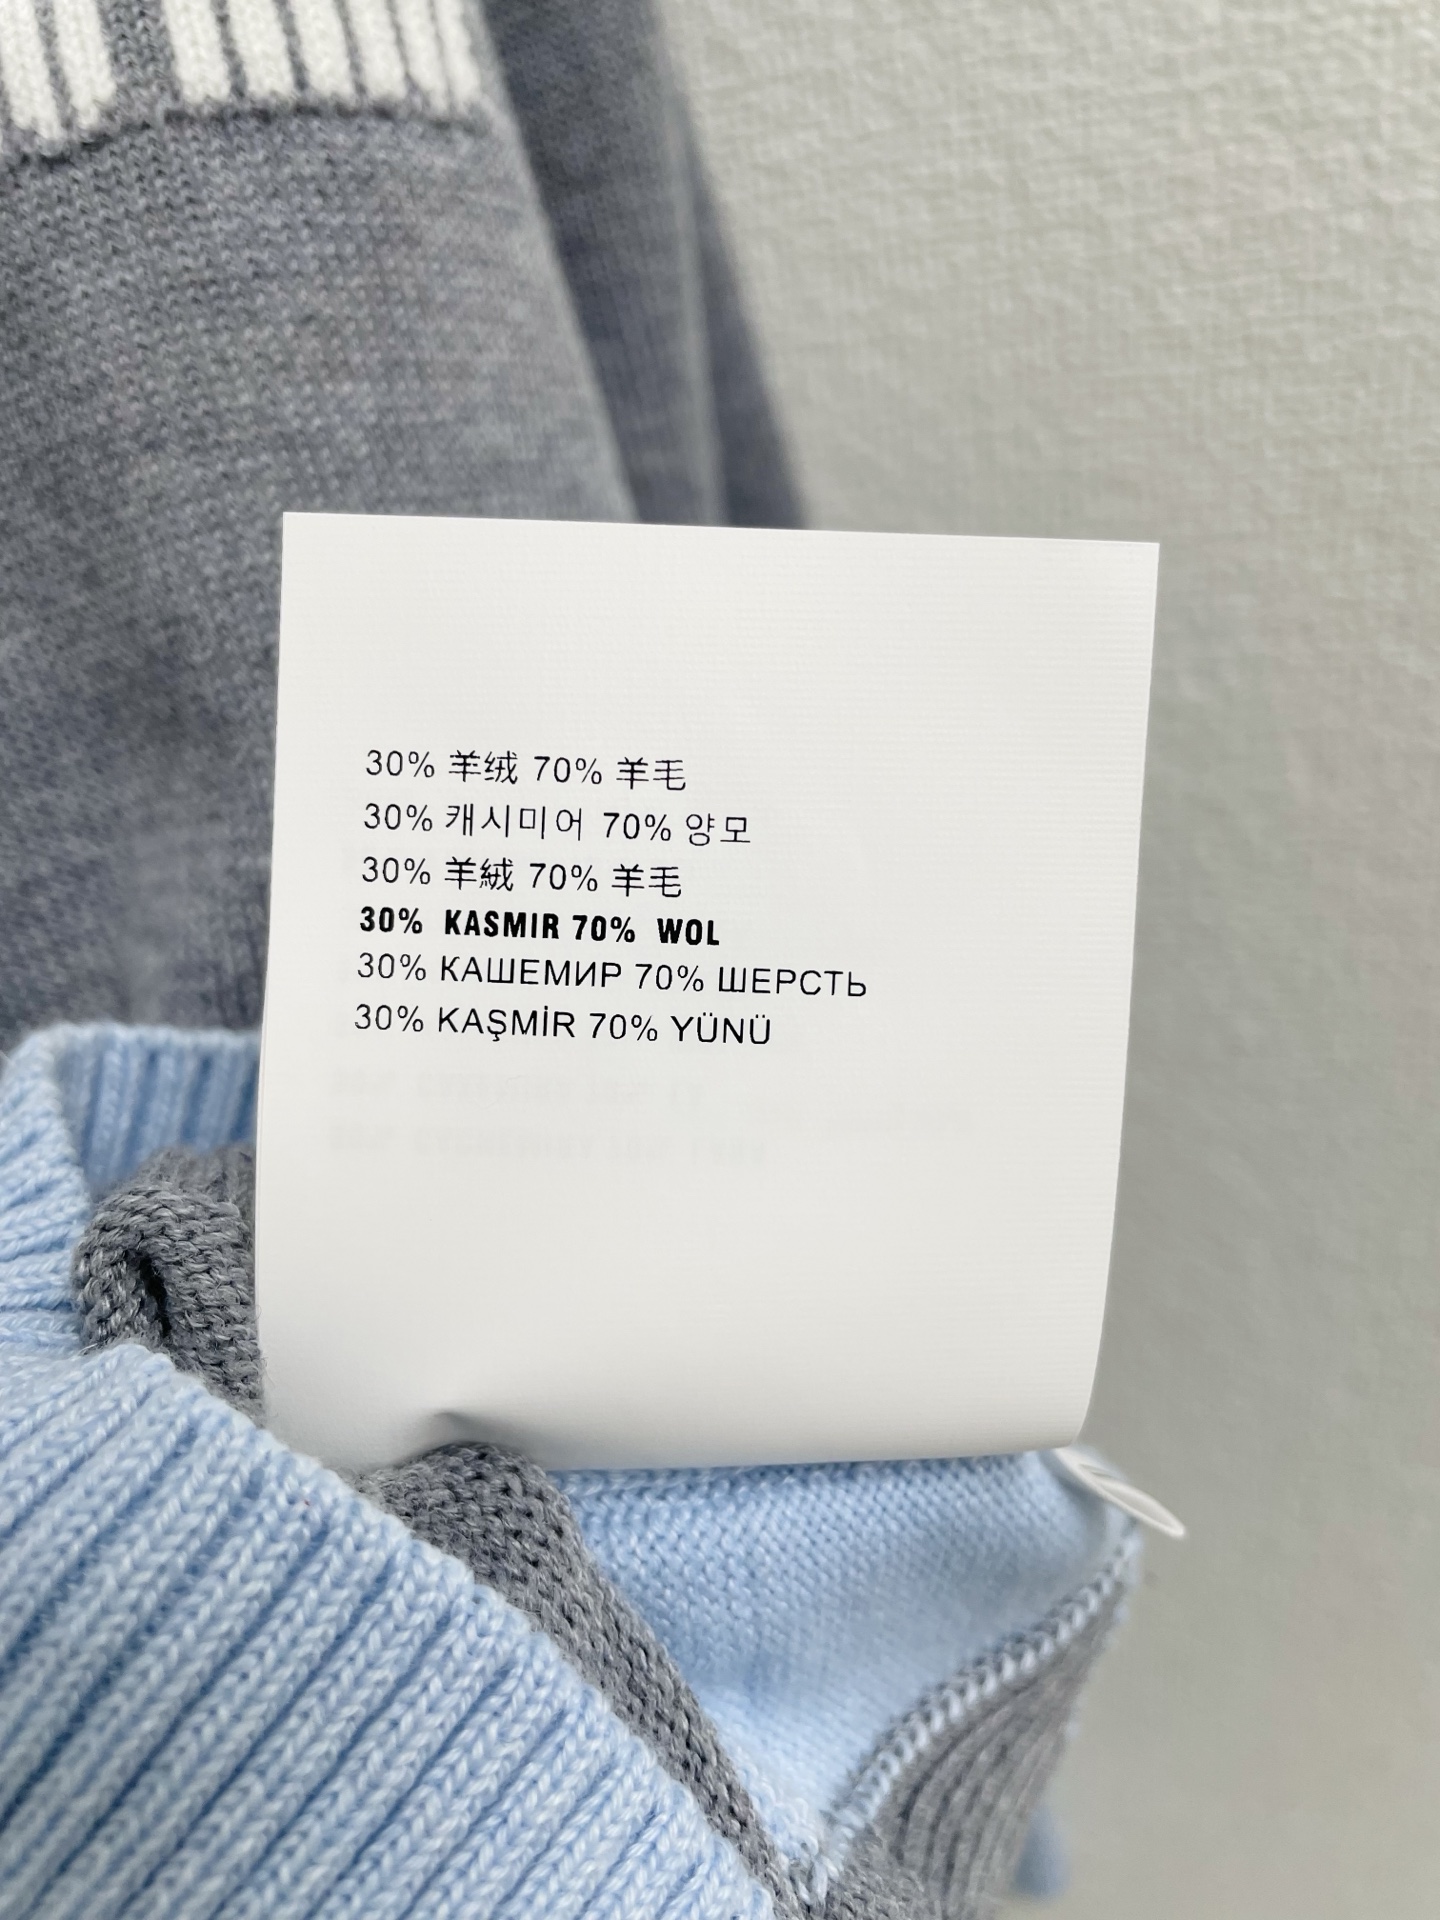 30% 羊绒 70% 羊毛
30% 캐시미어 70% 양모
30% 羊絨 70% 羊毛
30% KASMIR 70% WOL
30% КАШЕМИР 70% ШЕРСТЬ
30% KAŞMİR 70% YÜNÜ